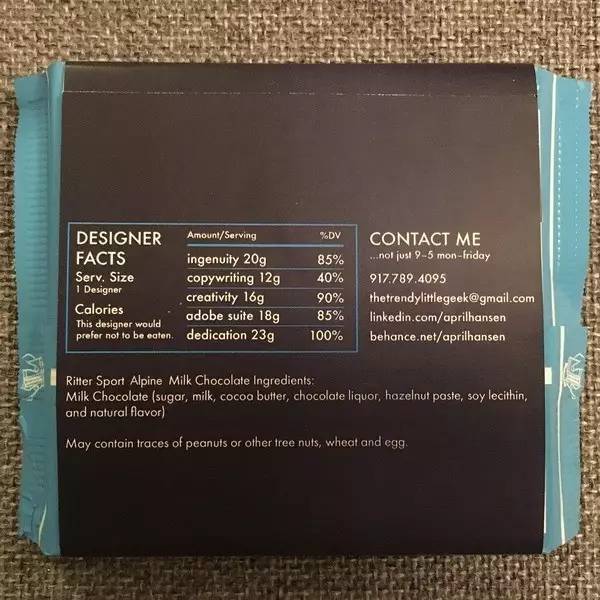 DESIGNER
FACTS
Serv. Size
1 Designer
Calories
This designer would
prefer not to be eaten.
Amount/Serving %DV
ingenuity 20g 85%
copywriting 12g 40%
creativity 16g 90%
adobe suite 18g 85%
dedication 23g 100%
CONTACT ME
...not just 9-5 mon-friday
917.789.4095
thetrendylittlegeek@gmail.com
linkedin.com/aprilhansen
behance.net/aprilhansen
Ritter Sport Alpine Milk Chocolate Ingredients:
Milk Chocolate (sugar, milk, cocoa butter, chocolate liquor, hazelnut paste, soy lecithin,
and natural flavor)
May contain traces of peanuts or other tree nuts, wheat and egg.